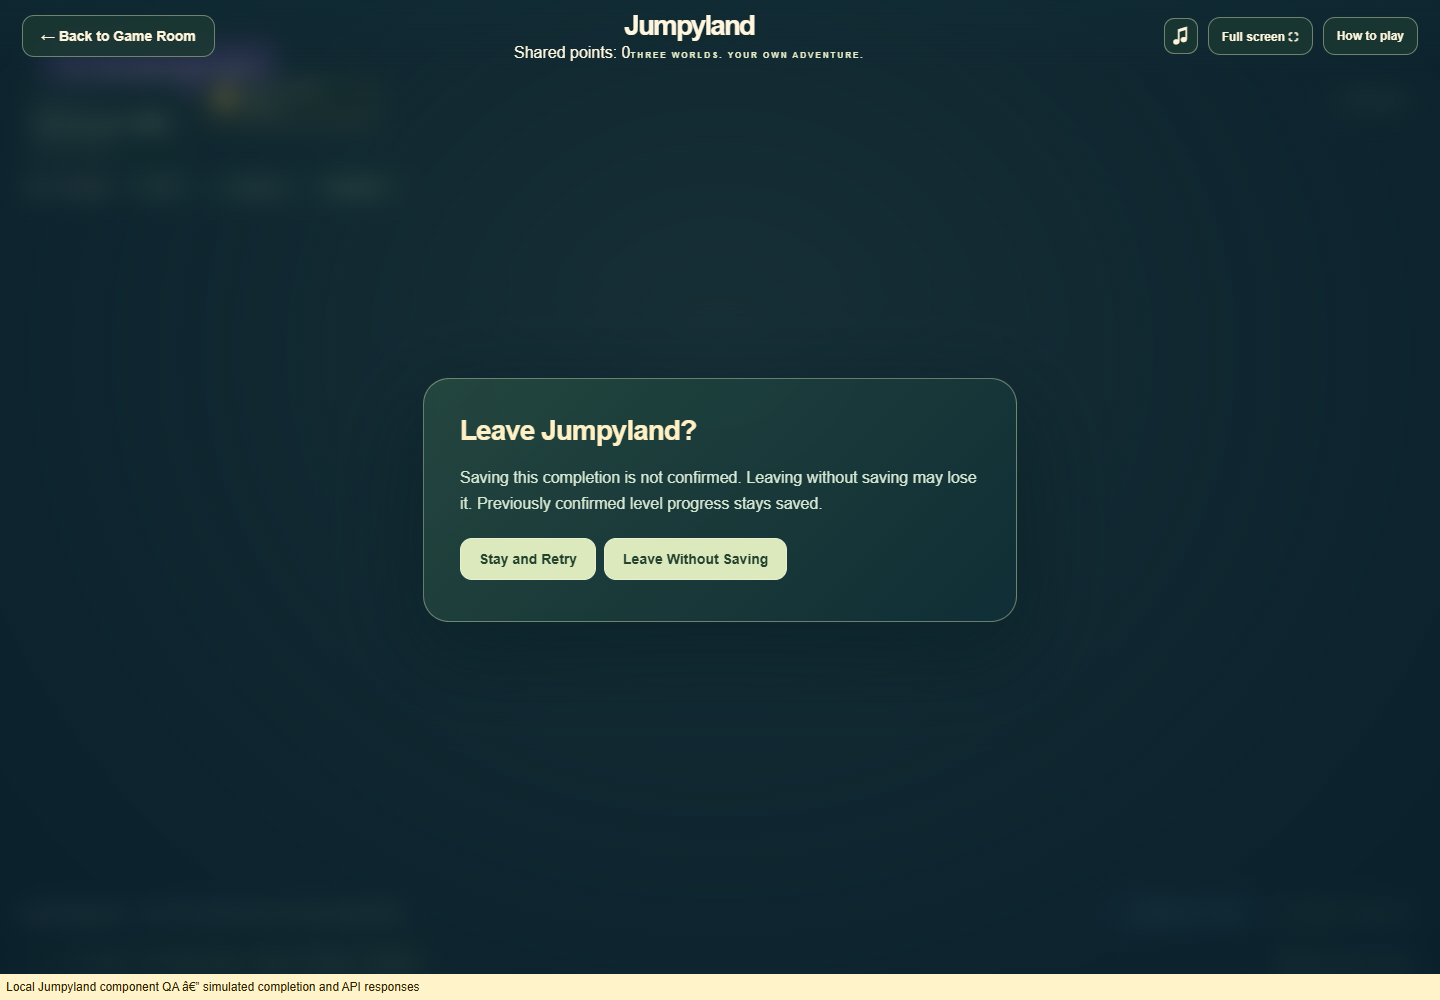 ← Back to Game Room
Jumpyland
Shared points: 0THREE WORLDS. YOUR OWN ADVENTURE.
Full screen
How to play
Leave Jumpyland?
Saving this completion is not confirmed. Leaving without saving may lose
it. Previously confirmed level progress stays saved.
Stay and Retry
Leave Without Saving
Local Jumpyland component QA â€” simulated completion and API responses